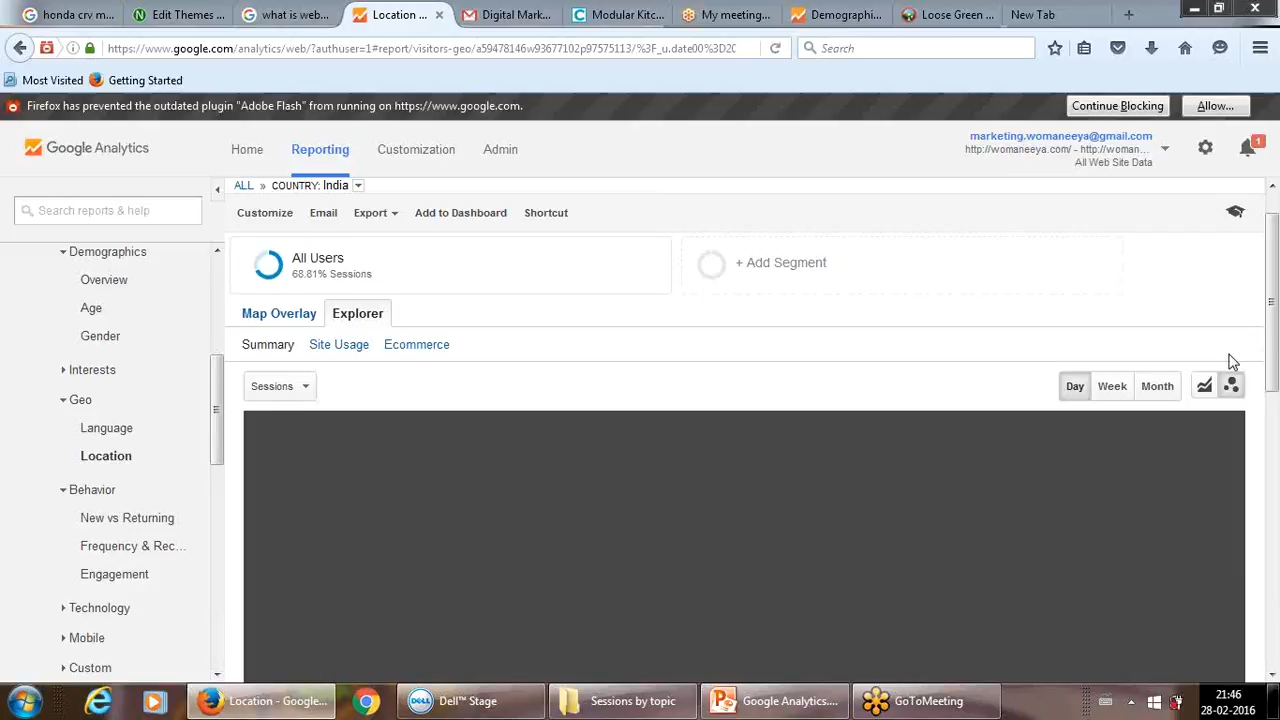 honda crv m...
Edit Themes ...
what is web...
Location ...
Digital Mark...
Modular Kitc...
My meeting...
Demographi...
Loose Green ...
New Tab
https://www.google.com/analytics/web/?authuser=1#report/visitors-geo/a59478146w93677102p97575113/%3F_u.date00%3D2(
Search
Most Visited
Getting Started
Firefox has prevented the outdated plugin "Adobe Flash" from running on https://www.google.com.
Continue Blocking
Allow...
Google Analytics
Home
Reporting
Customization
Admin
marketing.womaneeya@gmail.com
http://womaneeya.com/ - http://woman...
All Web Site Data
1
Search reports & help
ALL » COUNTRY: India
Customize
Email
Export
Add to Dashboard
Shortcut
All Users
68.81% Sessions
+ Add Segment
Map Overlay
Explorer
Summary
Site Usage
Ecommerce
Sessions
Day
Week
Month
Demographics
Overview
Age
Gender
Interests
Geo
Language
Location
Behavior
New vs Returning
Frequency & Rec...
Engagement
Technology
Mobile
Custom
Location - Google...
Dell™ Stage
Sessions by topic
Google Analytics....
GoToMeeting
21:46
28-02-2016